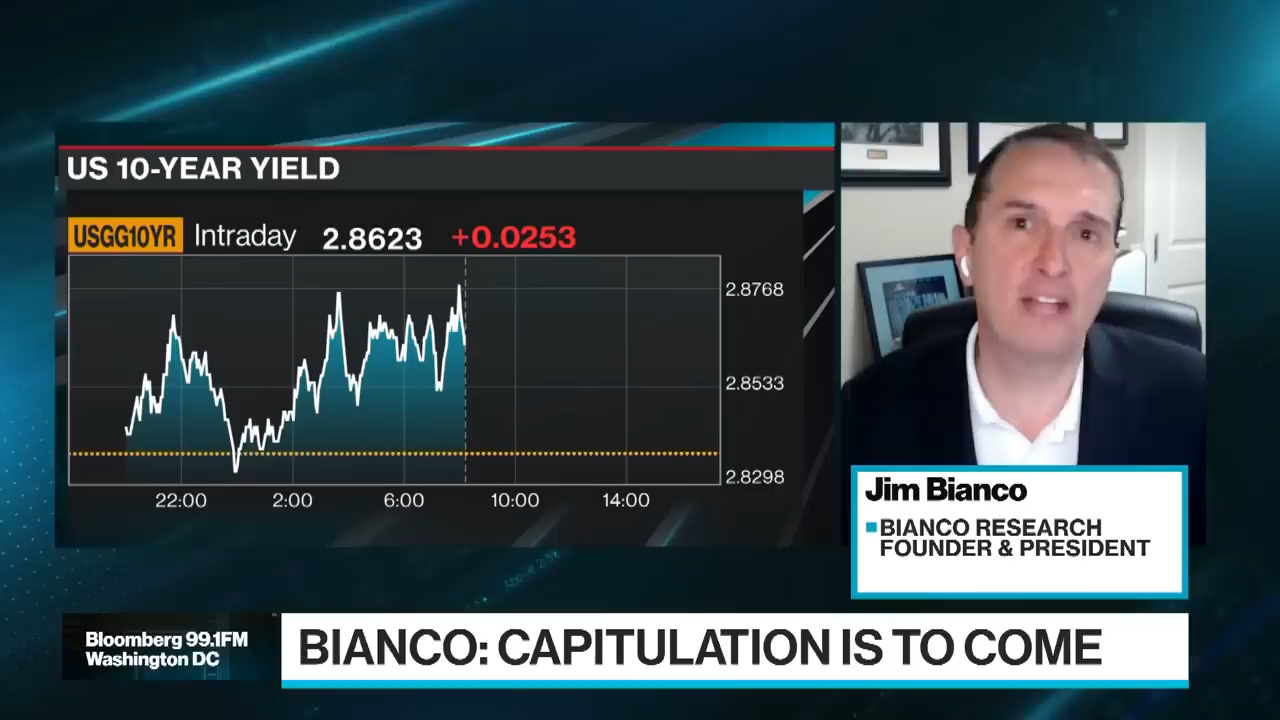 US 10-YEAR YIELD
USGG10YR Intraday 2.8623 +0.0253
2.8768
2.8533
2.8298
22:00 2:00 6:00 10:00 14:00
Jim Bianco
BIANCO RESEARCH
FOUNDER & PRESIDENT
Bloomberg 99.1FM
Washington DC
BIANCO: CAPITULATION IS TO COME